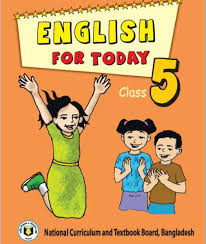 ENGLISH
FOR TODAY
Class 5
National Curriculum and Textbook Board, Bangladesh